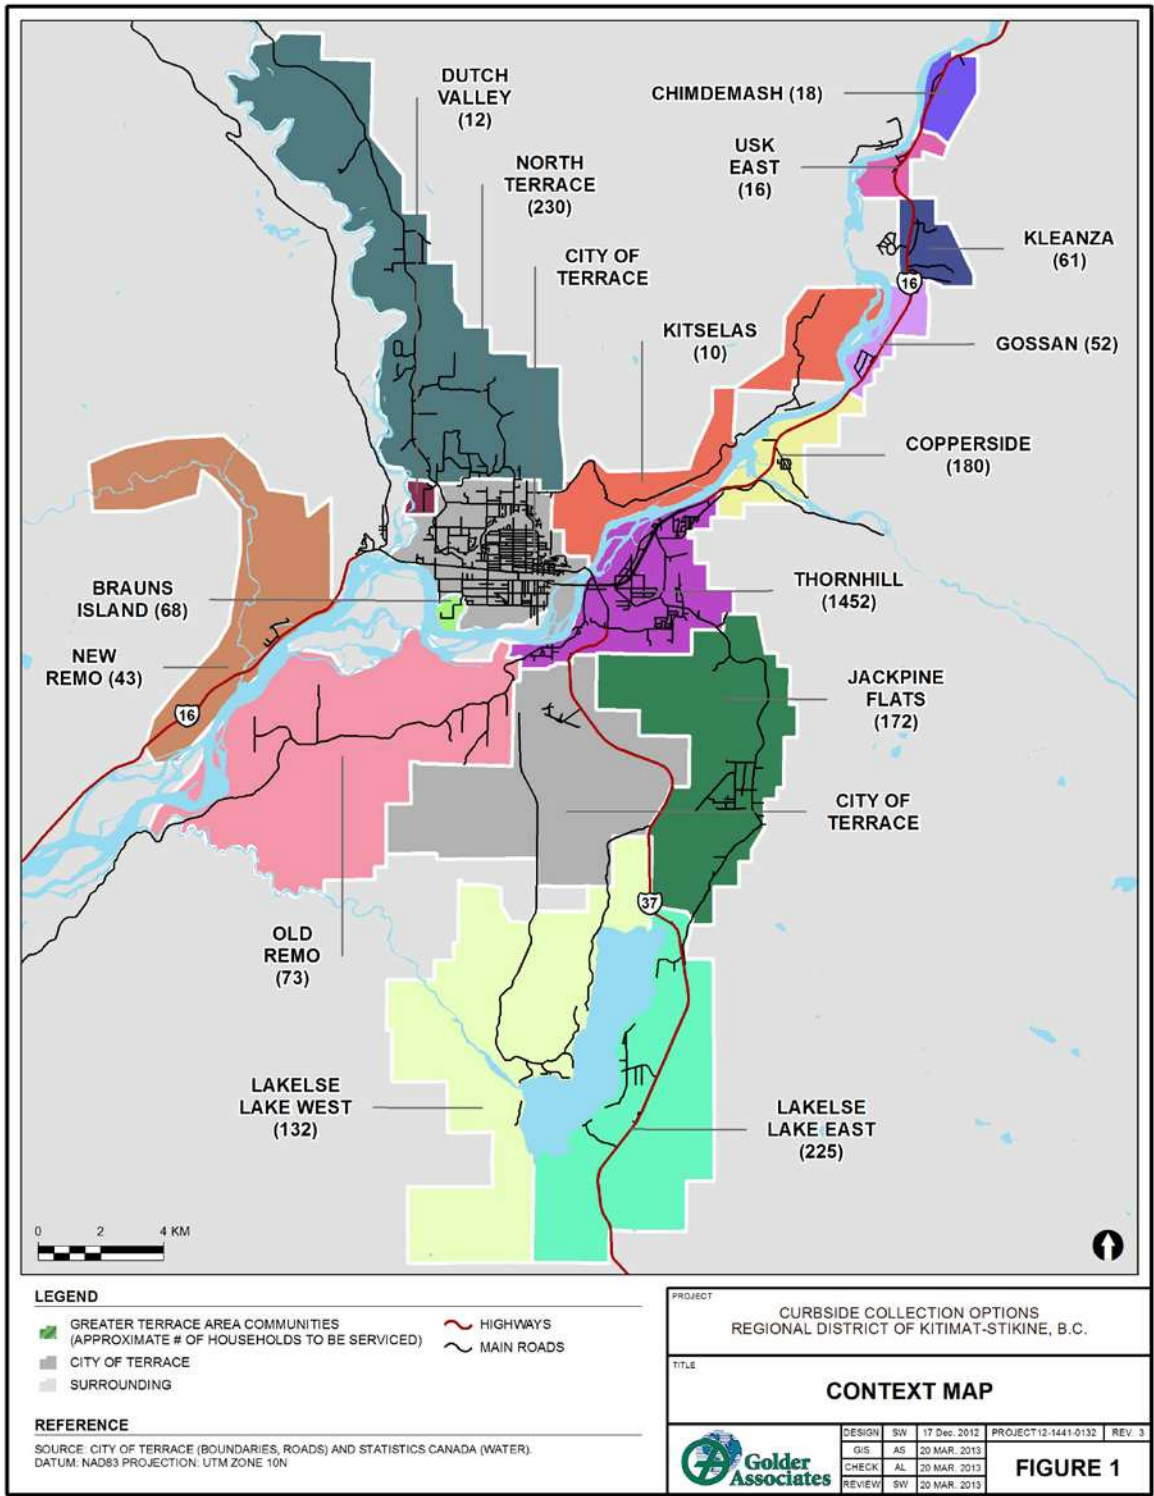 DUTCH
VALLEY
(12)
CHIMDEMASH (18)
USK
EAST
(16)
NORTH
TERRACE
(230)
KLEANZA
(61)
CITY OF
TERRACE
16
KITSELAS
(10)
GOSSAN (52)
COPPERSIDE
(180)
BRAUNS
ISLAND (68)
THORNHILL
(1452)
NEW
REMO (43)
JACKPINE
FLATS
(172)
16
CITY OF
TERRACE
37
OLD
REMO
(73)
LAKELSE
LAKE WEST
(132)
LAKELSE
LAKE EAST
(225)
0 2 4 KM
LEGEND
GREATER TERRACE AREA COMMUNITIES
(APPROXIMATE # OF HOUSEHOLDS TO BE SERVICED)
CITY OF TERRACE
SURROUNDING
HIGHWAYS
MAIN ROADS
REFERENCE
SOURCE: CITY OF TERRACE (BOUNDARIES, ROADS) AND STATISTICS CANADA (WATER).
DATUM: NAD83 PROJECTION: UTM ZONE 10N
PROJECT
CURBSIDE COLLECTION OPTIONS
REGIONAL DISTRICT OF KITIMAT-STIKINE, B.C.
TITLE
CONTEXT MAP
Golder
Associates
DESIGN SW 17 Dec. 2012 PROJECT12-1441-0132 REV. 3
GIS AS 20 MAR. 2013
CHECK AL 20 MAR. 2013
REVIEW SW 20 MAR. 2013
FIGURE 1